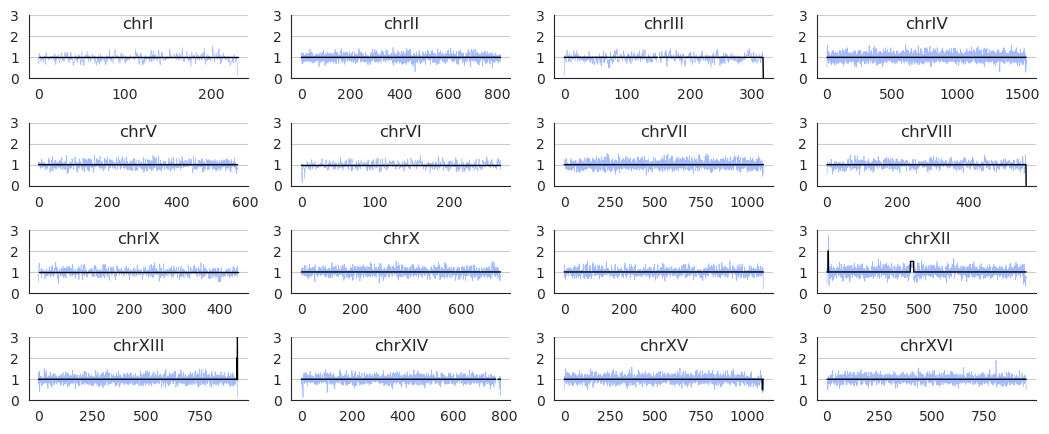 3 chrI 3 chrII 3 chrIII 3 chrIV
2 2 2 2
1 1 1 1
0 0 0 0
0 100 200 0 200 400 600 800 0 100 200 300 0 500 1000 1500
3 chrV 3 chrVI 3 chrVII 3 chrVIII
2 2 2 2
1 1 1 1
0 0 0 0
0 200 400 600 0 100 200 0 250 500 750 1000 0 200 400
3 chrIX 3 chrX 3 chrXI 3 chrXII
2 2 2 2
1 1 1 1
0 0 0 0
0 100 200 300 400 0 200 400 600 0 200 400 600 0 250 500 750 1000
3 chrXIII 3 chrXIV 3 chrXV 3 chrXVI
2 2 2 2
1 1 1 1
0 0 0 0
0 250 500 750 0 200 400 600 800 0 250 500 750 1000 0 250 500 750